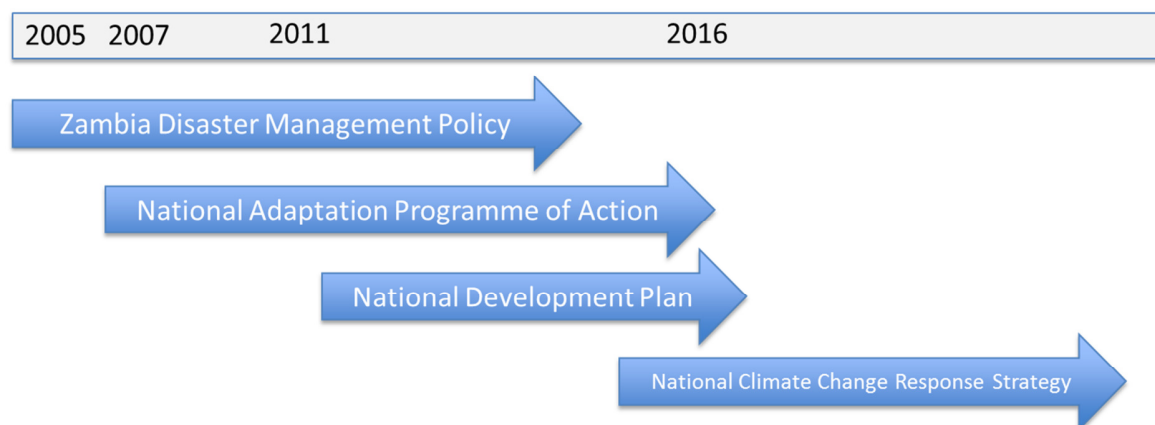 2005 2007 2011 2016
Zambia Disaster Management Policy
National Adaptation Programme of Action
National Development Plan
National Climate Change Response Strategy